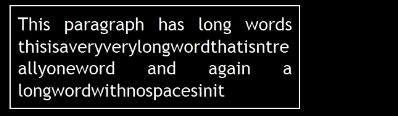 This paragraph has long words
thisisaveryverylongwordthatisntre
allyoneword and again a
longwordwithnospacesinit